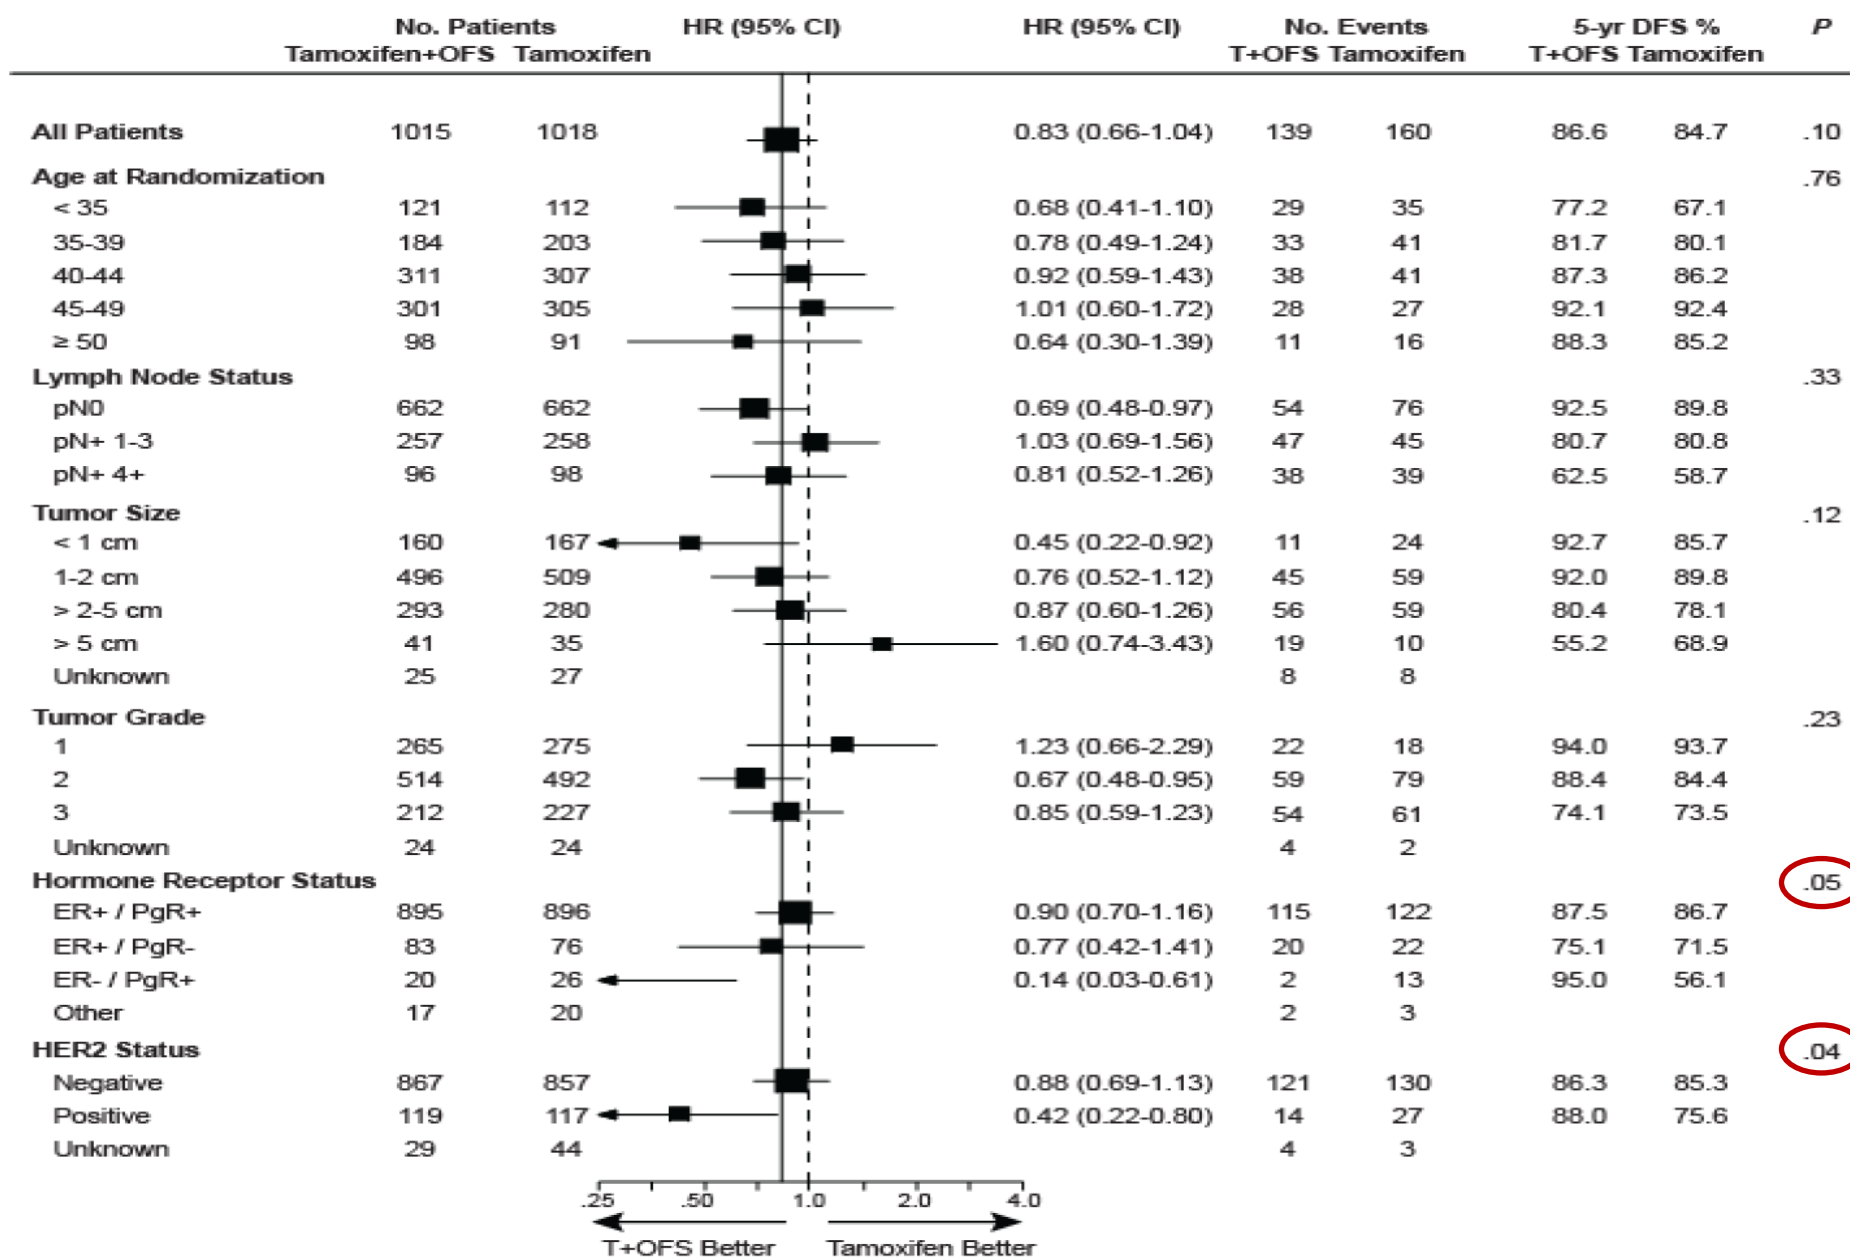 No. Patients HR (95% CI) HR (95% CI) No. Events 5-yr DFS % P
Tamoxifen+OFS Tamoxifen T+OFS Tamoxifen T+OFS Tamoxifen
All Patients 1015 1018 0.83 (0.66-1.04) 139 160 86.6 84.7 .10
Age at Randomization .76
< 35 121 112 0.68 (0.41-1.10) 29 35 77.2 67.1
35-39 184 203 0.78 (0.49-1.24) 33 41 81.7 80.1
40-44 311 307 0.92 (0.59-1.43) 38 41 87.3 86.2
45-49 301 305 1.01 (0.60-1.72) 28 27 92.1 92.4
≥ 50 98 91 0.64 (0.30-1.39) 11 16 88.3 85.2
Lymph Node Status .33
pN0 662 662 0.69 (0.48-0.97) 54 76 92.5 89.8
pN+ 1-3 257 258 1.03 (0.69-1.56) 47 45 80.7 80.8
pN+ 4+ 96 98 0.81 (0.52-1.26) 38 39 62.5 58.7
Tumor Size .12
< 1 cm 160 167 0.45 (0.22-0.92) 11 24 92.7 85.7
1-2 cm 496 509 0.76 (0.52-1.12) 45 59 92.0 89.8
> 2-5 cm 293 280 0.87 (0.60-1.26) 56 59 80.4 78.1
> 5 cm 41 35 1.60 (0.74-3.43) 19 10 55.2 68.9
Unknown 25 27 8 8
Tumor Grade .23
1 265 275 1.23 (0.66-2.29) 22 18 94.0 93.7
2 514 492 0.67 (0.48-0.95) 59 79 88.4 84.4
3 212 227 0.85 (0.59-1.23) 54 61 74.1 73.5
Unknown 24 24 4 2
Hormone Receptor Status .05
ER+ / PgR+ 895 896 0.90 (0.70-1.16) 115 122 87.5 86.7
ER+ / PgR- 83 76 0.77 (0.42-1.41) 20 22 75.1 71.5
ER- / PgR+ 20 26 0.14 (0.03-0.61) 2 13 95.0 56.1
Other 17 20 2 3
HER2 Status .04
Negative 867 857 0.88 (0.69-1.13) 121 130 86.3 85.3
Positive 119 117 0.42 (0.22-0.80) 14 27 88.0 75.6
Unknown 29 44 4 3
.25 .50 1.0 2.0 4.0
T+OFS Better Tamoxifen Better